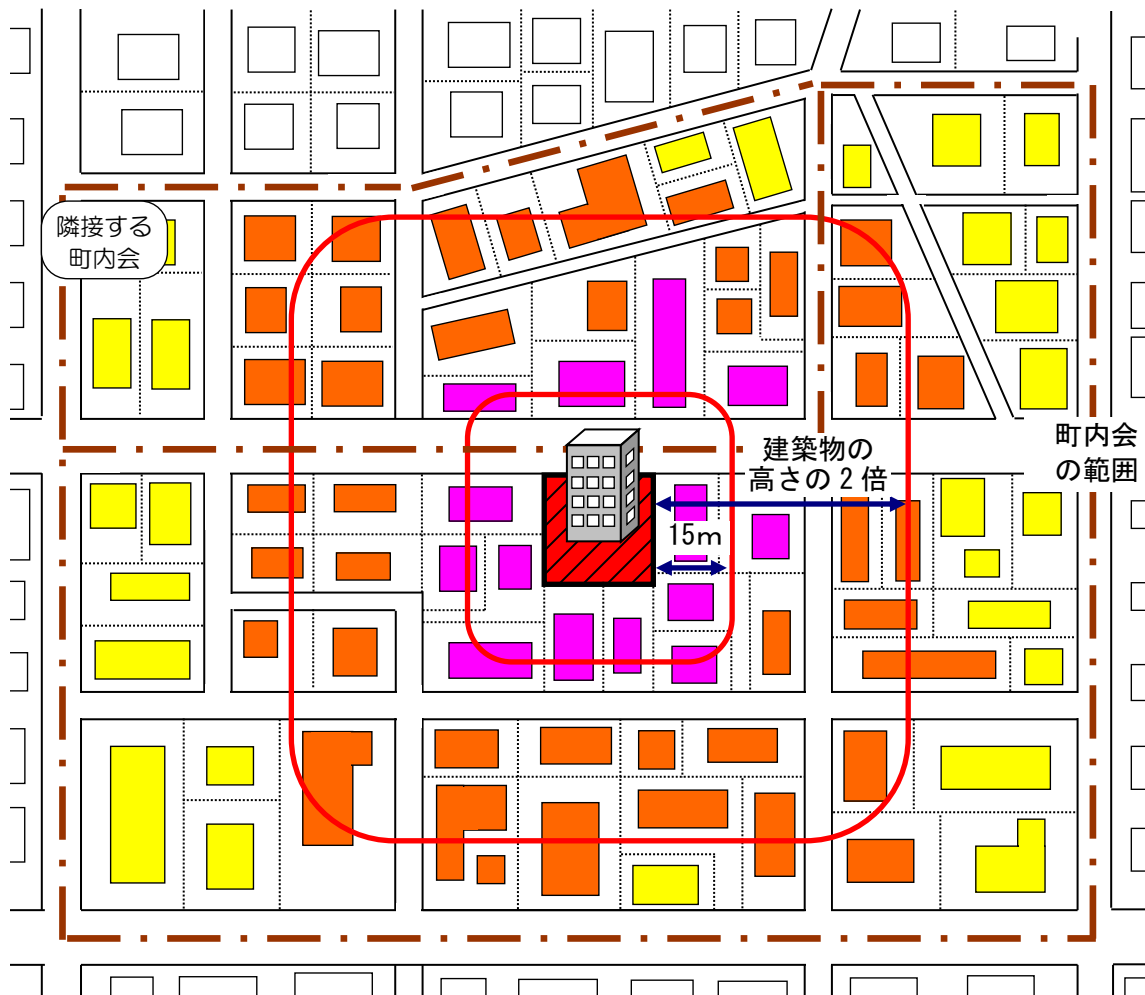 隣接する
町内会
町内会
の範囲
建築物の
高さの2倍
15m